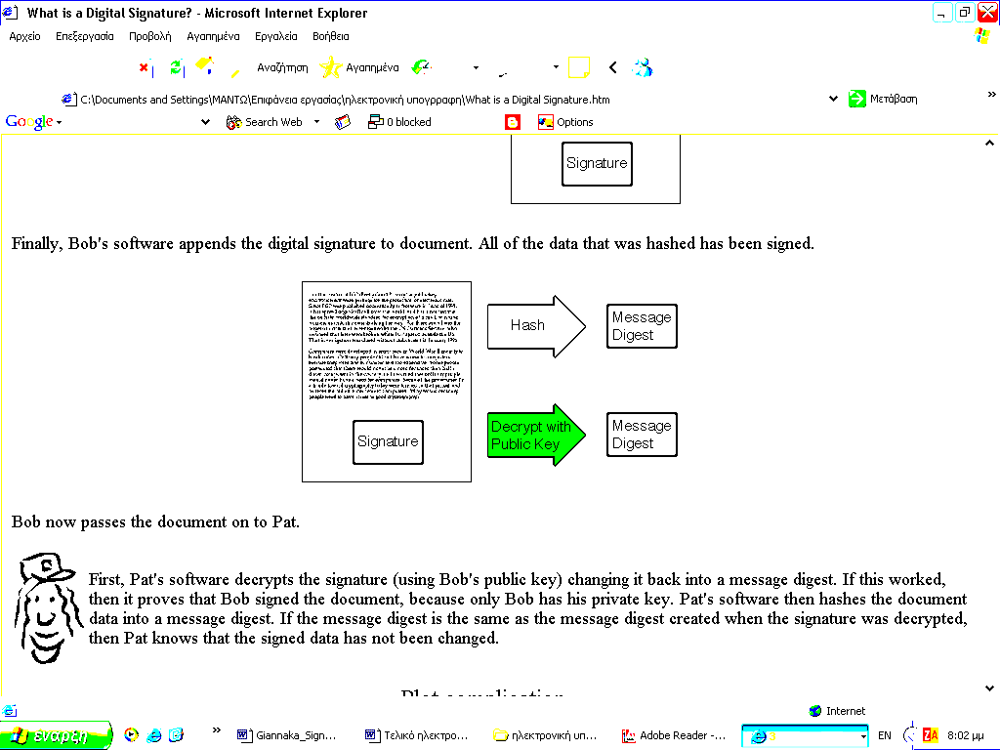 What is a Digital Signature? - Microsoft Internet Explorer
Αρχείο Επεξεργασία Προβολή Αγαπημένα Εργαλεία Βοήθεια
Αναζήτηση Αγαπημένα
C:\Documents and Settings\ΜΑΝΤΩ\Επιφάνεια εργασίας\ηλεκτρονική υπογραφη\What is a Digital Signature.htm Μετάβαση
Google Search Web 0 blocked Options
Signature
Finally, Bob's software appends the digital signature to document. All of the data that was hashed has been signed.
Hash
Message
Digest
Signature
Decrypt with
Public Key
Message
Digest
Bob now passes the document on to Pat.
First, Pat's software decrypts the signature (using Bob's public key) changing it back into a message digest. If this worked,
then it proves that Bob signed the document, because only Bob has his private key. Pat's software then hashes the document
data into a message digest. If the message digest is the same as the message digest created when the signature was decrypted,
then Pat knows that the signed data has not been changed.
Plot complication
Internet
έναρξη » Giannaka_Sign... Τελικό ηλεκτρο... ηλεκτρονική υπ... Adobe Reader -... 3 EN ZA 8:02 μμ